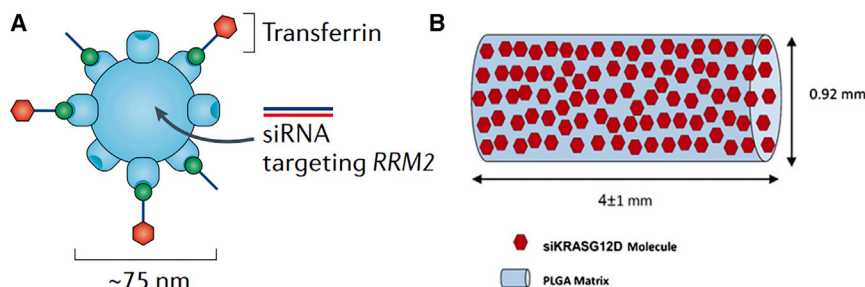 A
Transferrin
siRNA
targeting RRM2
~75 nm
B
0.92 mm
4±1 mm
siKRASG12D Molecule
PLGA Matrix